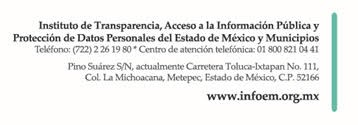 Instituto de Transparencia, Acceso a la Información Pública y
Protección de Datos Personales del Estado de México y Municipios
Teléfono: (722) 2 26 19 80 * Centro de atención telefónica: 01 800 821 04 41
Pino Suárez S/N, actualmente Carretera Toluca-Ixtapan No. 111,
Col. La Michoacana, Metepec, Estado de México, C.P. 52166
www.infoem.org.mx